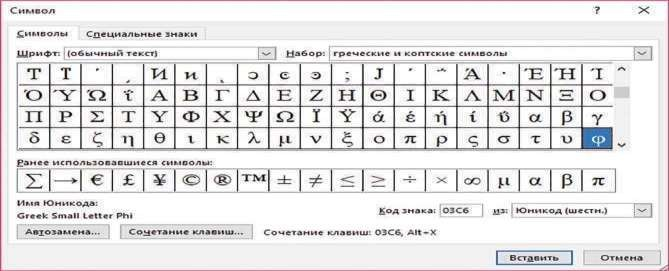 Символ ? ×
Символы Специальные знаки
Шрифт: (обычный текст) Набор: греческие и коптские символы
Ͳ ͳ ʹ ͵ Ͷ ͷ ͺ ͻ ͼ ͽ ; Ϳ ΄ ΅ Ά · Έ Ή Ί
Ό Ύ Ώ ΐ Α Β Γ Δ Ε Ζ Η Θ Ι Κ Λ Μ Ν Ξ Ο
Π Ρ Σ Τ Υ Φ Χ Ψ Ω Ϊ Ϋ ά έ ή ί ΰ α β γ
δ ε ζ η θ ι κ λ μ ν ξ ο π ρ ς σ τ υ φ
Ранее использовавшиеся символы:
∑ → € £ ¥ © ® ™ ± ≠ ≤ ≥ ÷ × ∞ μ α β π
Имя Юникода:
Greek Small Letter Phi Код знака: 03C6 из: Юникод (шестн.)
Автозамена... Сочетание клавиш... Сочетание клавиш: 03C6, Alt+X
Вставить Отмена